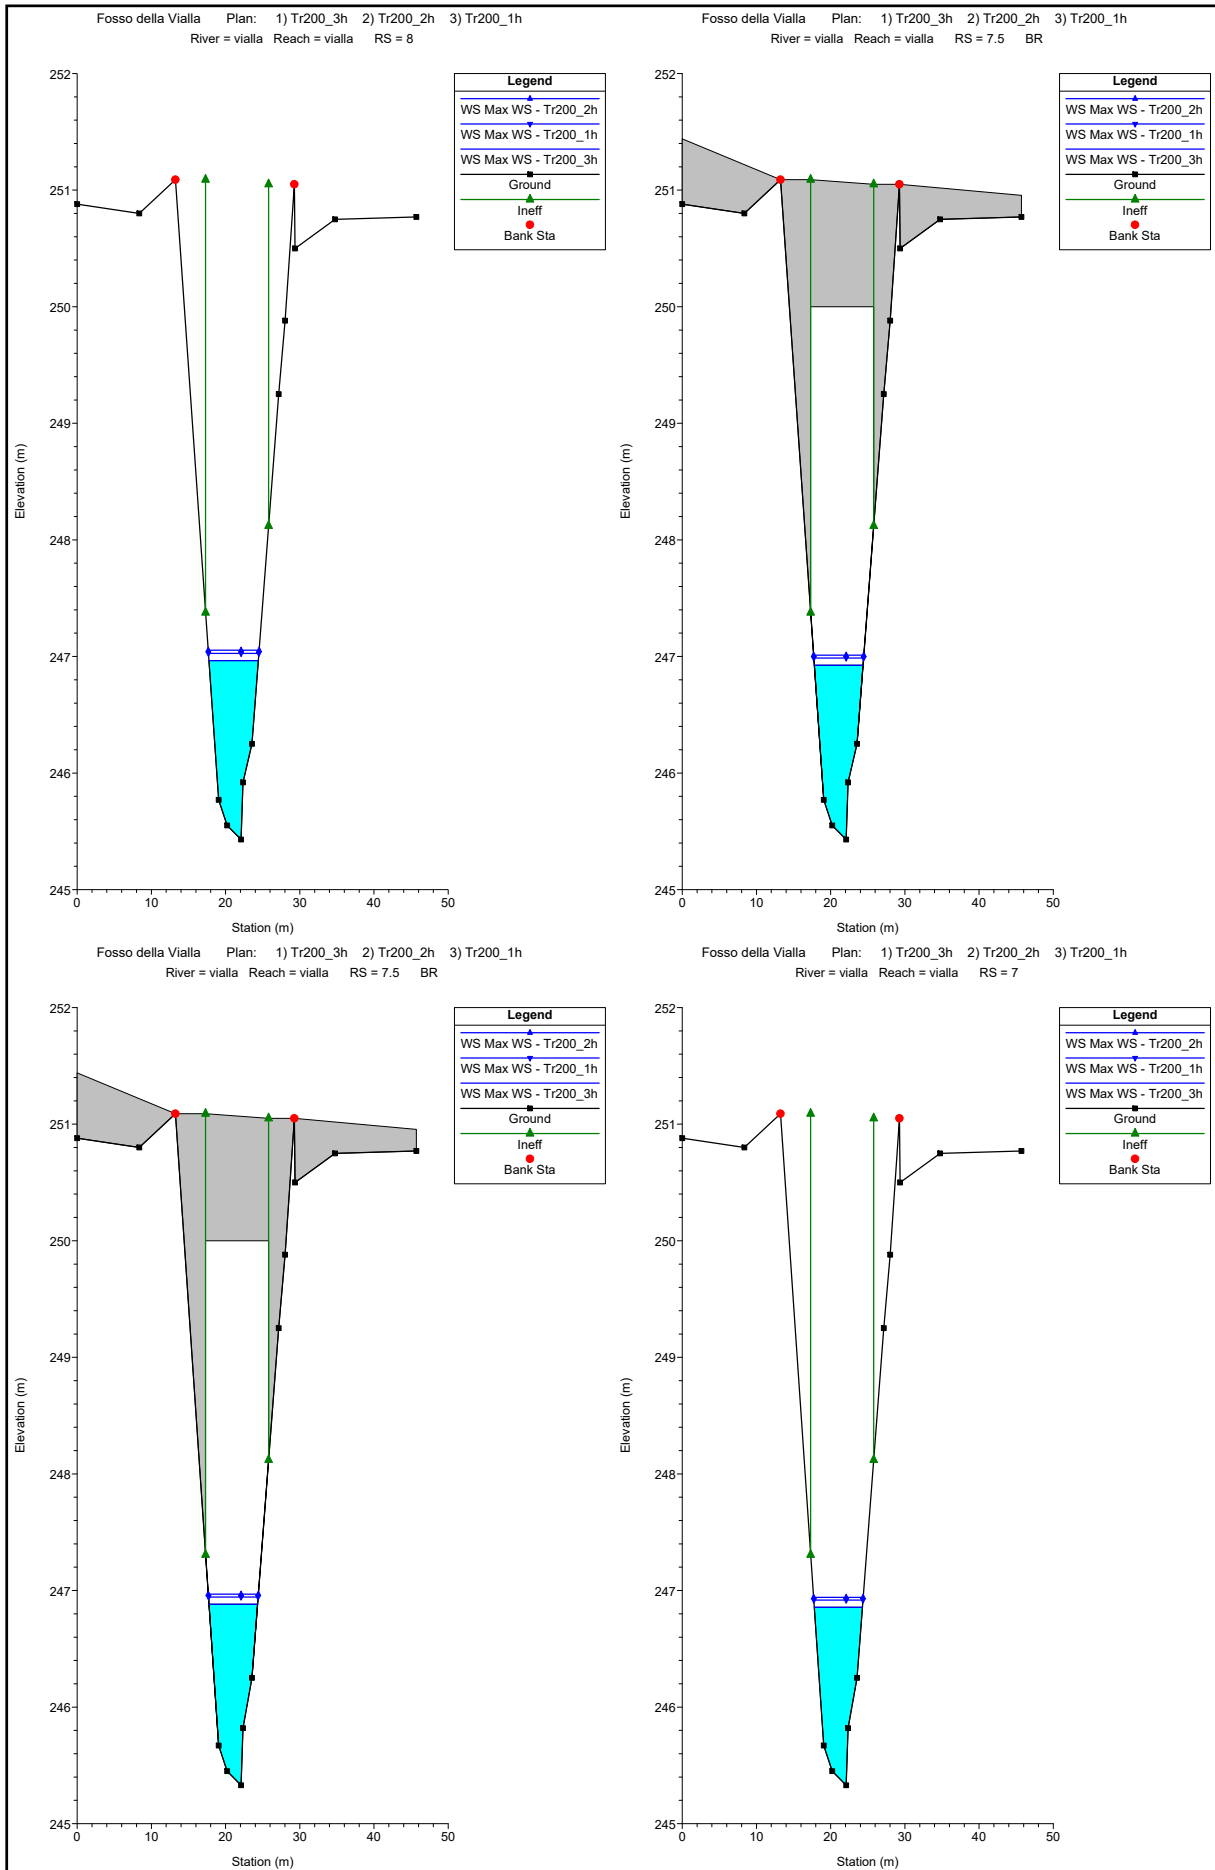 Fosso della Vialla Plan: 1) Tr200_3h 2) Tr200_2h 3) Tr200_1h
River = vialla Reach = vialla RS = 8
252
251
250
249
248
247
246
245
Elevation (m)
0 10 20 30 40 50
Station (m)
Legend
WS Max WS - Tr200_2h
WS Max WS - Tr200_1h
WS Max WS - Tr200_3h
Ground
Ineff
Bank Sta
Fosso della Vialla Plan: 1) Tr200_3h 2) Tr200_2h 3) Tr200_1h
River = vialla Reach = vialla RS = 7.5 BR
252
251
250
249
248
247
246
245
Elevation (m)
0 10 20 30 40 50
Station (m)
Legend
WS Max WS - Tr200_2h
WS Max WS - Tr200_1h
WS Max WS - Tr200_3h
Ground
Ineff
Bank Sta
Fosso della Vialla Plan: 1) Tr200_3h 2) Tr200_2h 3) Tr200_1h
River = vialla Reach = vialla RS = 7.5 BR
252
251
250
249
248
247
246
245
Elevation (m)
0 10 20 30 40 50
Station (m)
Legend
WS Max WS - Tr200_2h
WS Max WS - Tr200_1h
WS Max WS - Tr200_3h
Ground
Ineff
Bank Sta
Fosso della Vialla Plan: 1) Tr200_3h 2) Tr200_2h 3) Tr200_1h
River = vialla Reach = vialla RS = 7
252
251
250
249
248
247
246
245
Elevation (m)
0 10 20 30 40 50
Station (m)
Legend
WS Max WS - Tr200_2h
WS Max WS - Tr200_1h
WS Max WS - Tr200_3h
Ground
Ineff
Bank Sta